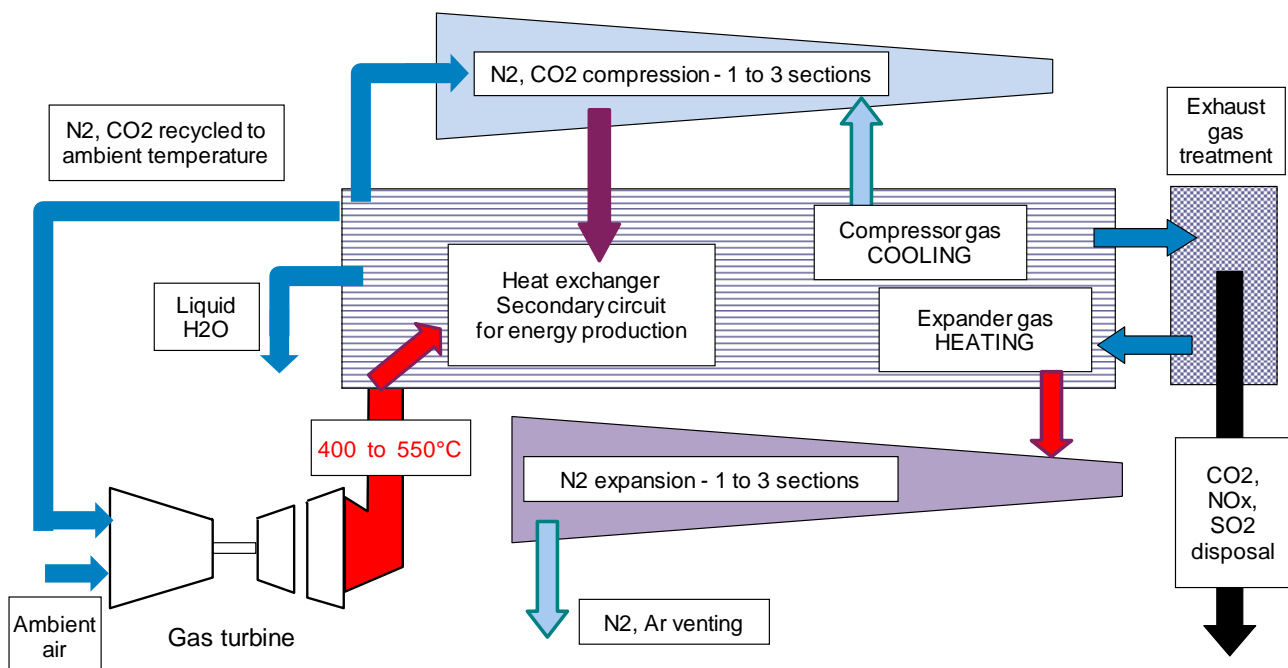 N2, CO2 compression - 1 to 3 sections
Exhaust
gas
treatment
N2, CO2 recycled to
ambient temperature
Compressor gas
COOLING
Heat exchanger
Secondary circuit
for energy production
Liquid
H2O
Expander gas
HEATING
400 to 550°C
N2 expansion - 1 to 3 sections
CO2,
NOx,
SO2
disposal
Ambient
air
Gas turbine
N2, Ar venting